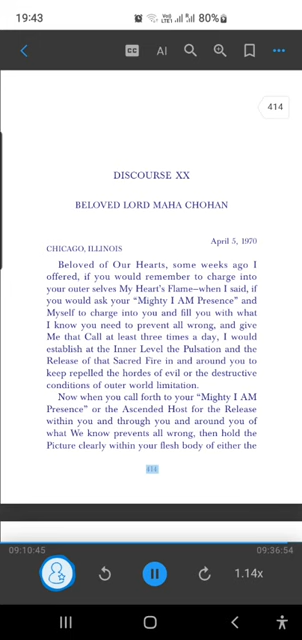 19:43
80%
CC AI
414
DISCOURSE XX
BELOVED LORD MAHA CHOHAN
April 5, 1970
CHICAGO, ILLINOIS
Beloved of Our Hearts, some weeks ago I
offered, if you would remember to charge into
your outer selves My Heart's Flame—when I said, if
you would ask your "Mighty I AM Presence" and
Myself to charge into you and fill you with what
I know you need to prevent all wrong, and give
Me that Call at least three times a day, I would
establish at the Inner Level the Pulsation and the
Release of that Sacred Fire in and around you to
keep repelled the hordes of evil or the destructive
conditions of outer world limitation.
Now when you call forth to your "Mighty I AM
Presence" or the Ascended Host for the Release
within you and through you and around you of
what We know prevents all wrong, then hold the
Picture clearly within your flesh body of either the
414
09:10:45
09:36:54
1.14x